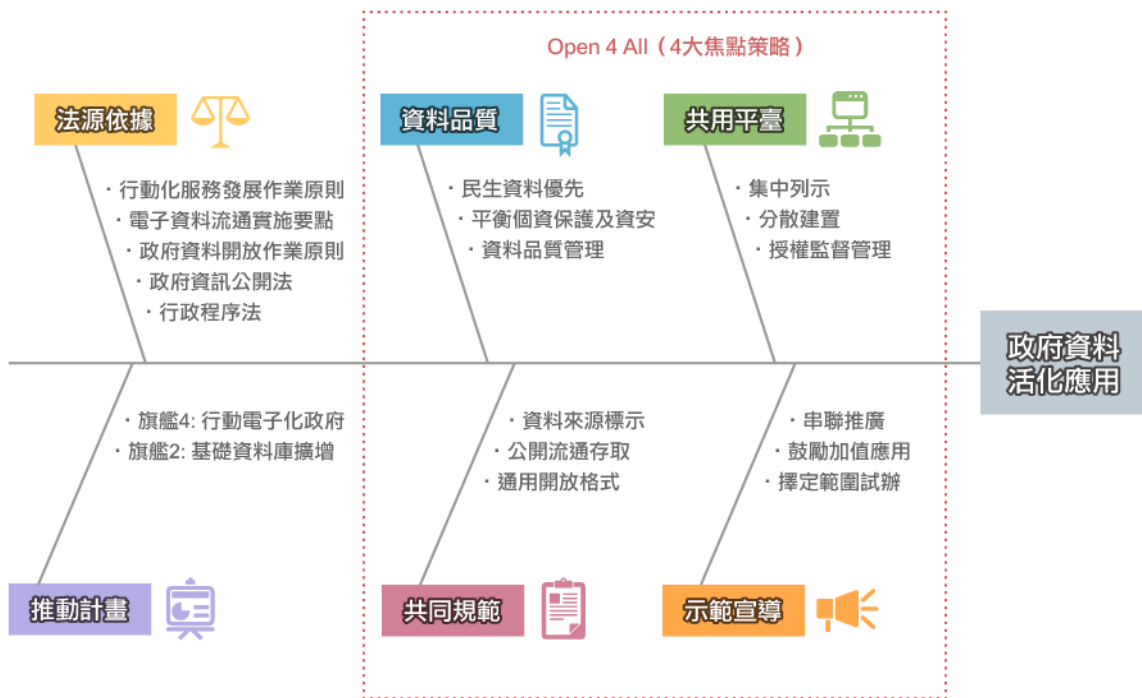 Open 4 All（4大焦點策略）
法源依據
・行動化服務發展作業原則
・電子資料流通實施要點
・政府資料開放作業原則
・政府資訊公開法
・行政程序法
資料品質
・民生資料優先
・平衡個資保護及資安
・資料品質管理
共用平臺
・集中列示
・分散建置
・授權監督管理
政府資料
活化應用
・旗艦4: 行動電子化政府
・旗艦2: 基礎資料庫擴增
推動計畫
・資料來源標示
・公開流通存取
・通用開放格式
共同規範
・串聯推廣
・鼓勵加值應用
・擇定範圍試辦
示範宣導